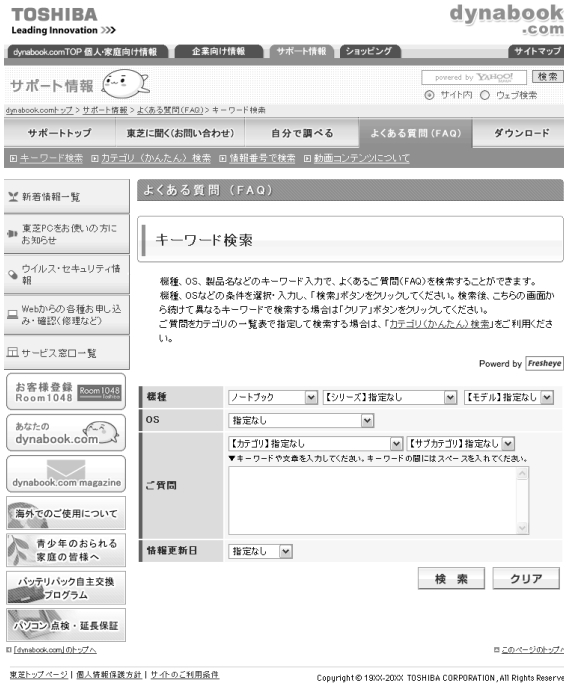 TOSHIBA
Leading Innovation >>>
dynabook
.com
dynabook.comTOP 個人・家庭向け情報
企業向け情報
サポート情報
ショッピング
サイトマップ
サポート情報
powered by YAHOO!
検索
サイト内
ウェブ検索
dynabook.comトップ > サポート情報 > よくある質問(FAQ) > キーワード検索
サポートトップ
東芝に聞く(お問い合わせ)
自分で調べる
よくある質問(FAQ)
ダウンロード
キーワード検索
カテゴリ(かんたん)検索
情報番号で検索
動画コンテンツについて
新着情報一覧
東芝PCをお使いの方に
お知らせ
ウイルス・セキュリティ情
報
Webからの各種お申し込
み・確認(修理など)
サービス窓口一覧
お客様登録
Room1048
Room1048
あなたの
dynabook.com
dynabook.com magazine
海外でのご使用について
青少年のおられる
家庭の皆様へ
バッテリパック自主交換
プログラム
パソコン点検・延長保証
よくある質問(FAQ)
キーワード検索
機種、OS、製品名などのキーワード入力で、よくあるご質問(FAQ)を検索することができます。
機種、OSなどの条件を選択・入力し、「検索」ボタンをクリックしてください。検索後、こちらの画面か
ら続けて異なるキーワードで検索する場合は「クリア」ボタンをクリックしてください。
ご質問をカテゴリの一覧表で指定して検索する場合は、「カテゴリ(かんたん)検索」をご利用くださ
い。
Powerd by Fresheye
機種
ノートブック
【シリーズ】指定なし
【モデル】指定なし
OS
指定なし
ご質問
【カテゴリ】指定なし
【サブカテゴリ】指定なし
▼キーワードや文章を入力してください。キーワードの間にはスペースを入れてください。
情報更新日
指定なし
検 索
クリア
「dynabook.com」のトップへ
このページのトップへ
東芝トップページ | 個人情報保護方針 | サイトのご利用条件
Copyright © 19XX-20XX TOSHIBA CORPORATION, All Rights Reserve